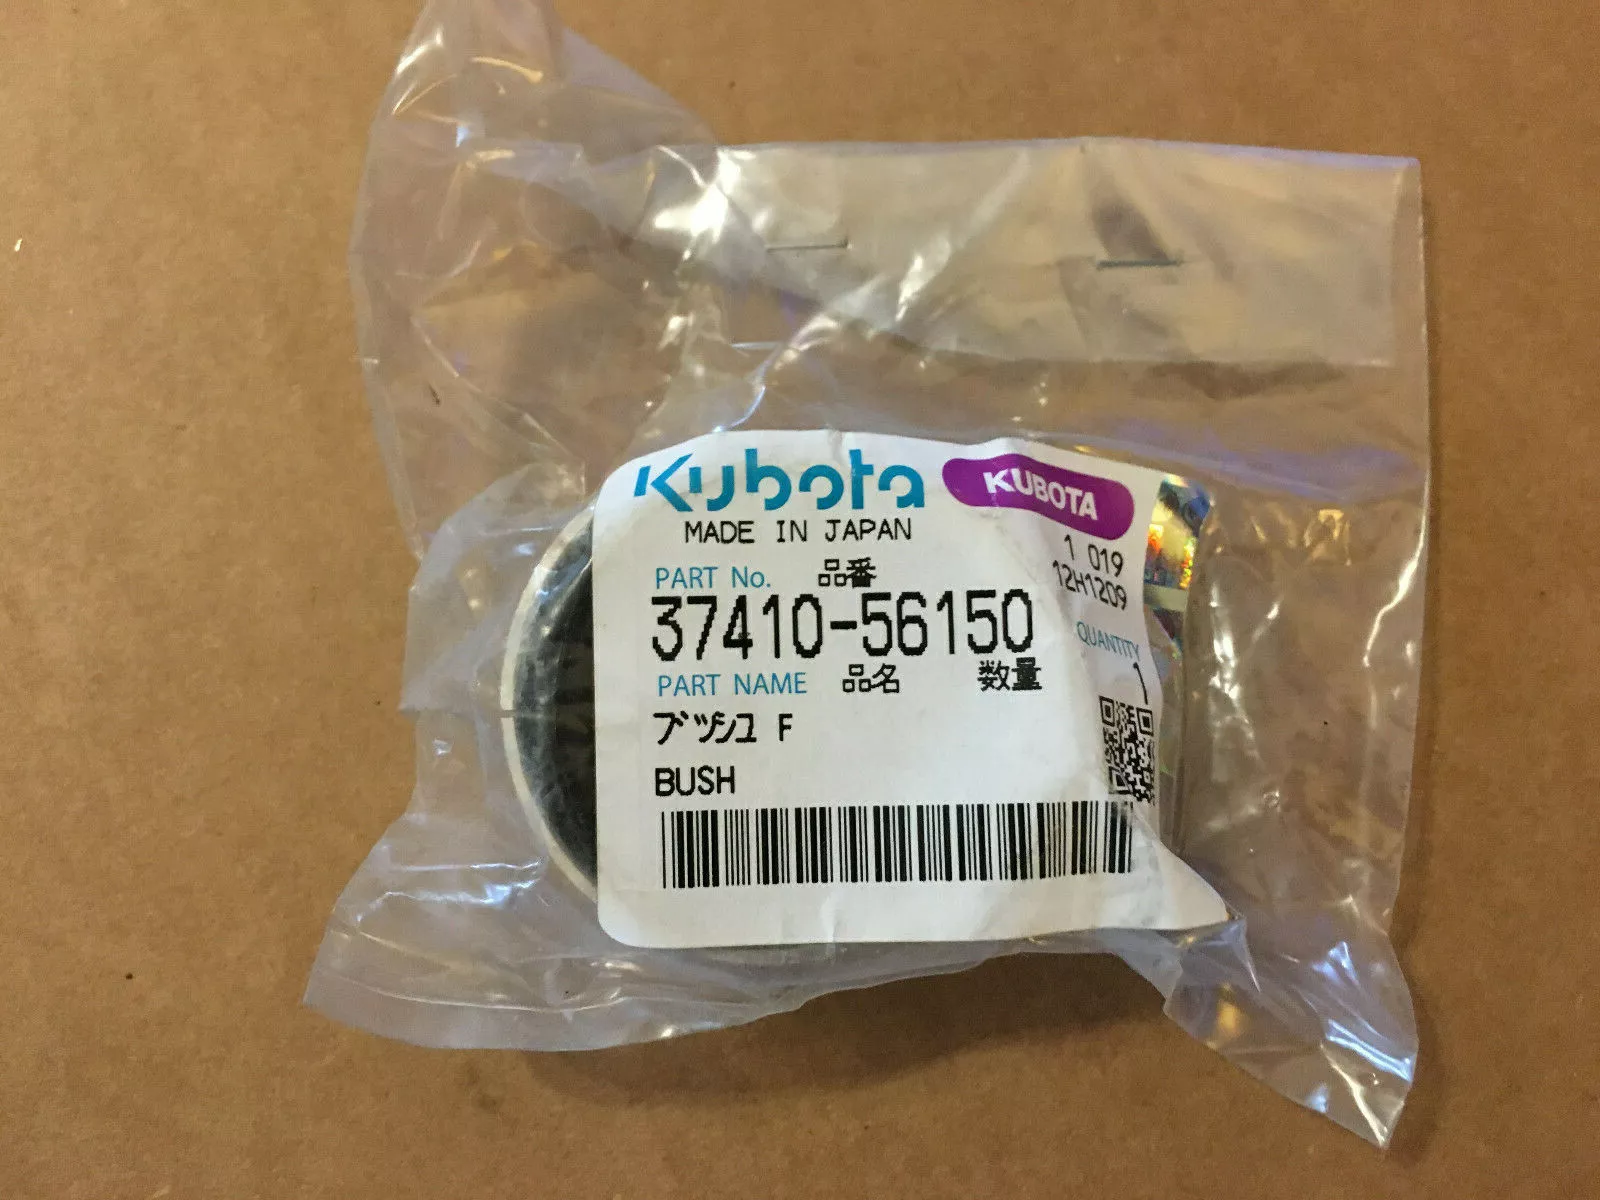 Kubota KUBOTA
MADE IN JAPAN
1 019
12H1209
PART No. 品番
37410-56150
QUANTITY
PART NAME 品名 数量
1
ブッシュ F
BUSH